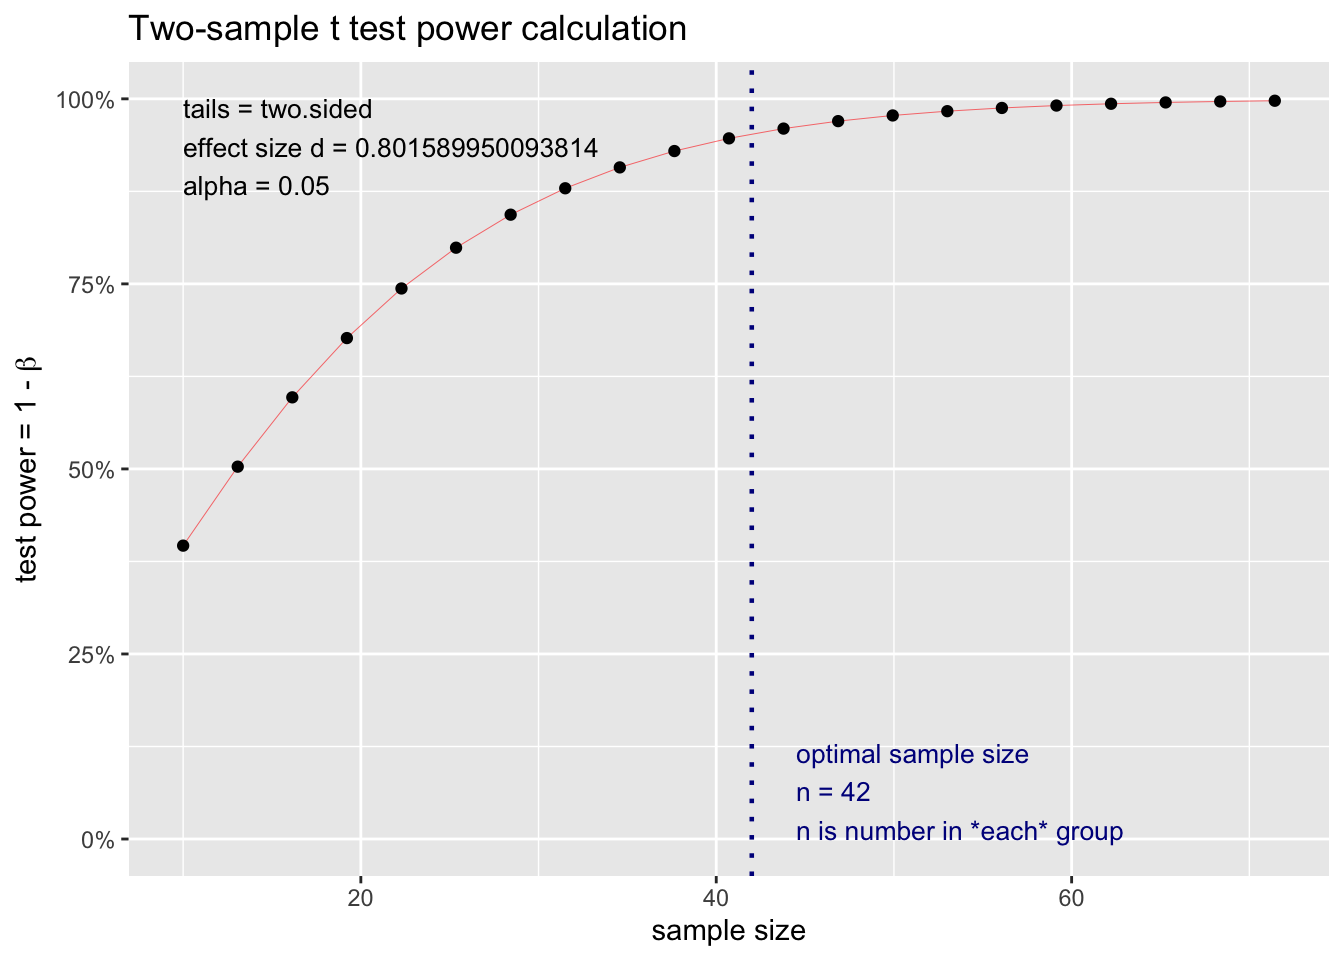 Two-sample t test power calculation
tails = two.sided
effect size d = 0.801589950093814
alpha = 0.05
100%
75%
50%
25%
0%
test power = 1 - β
optimal sample size
n = 42
n is number in *each* group
20
40
60
sample size